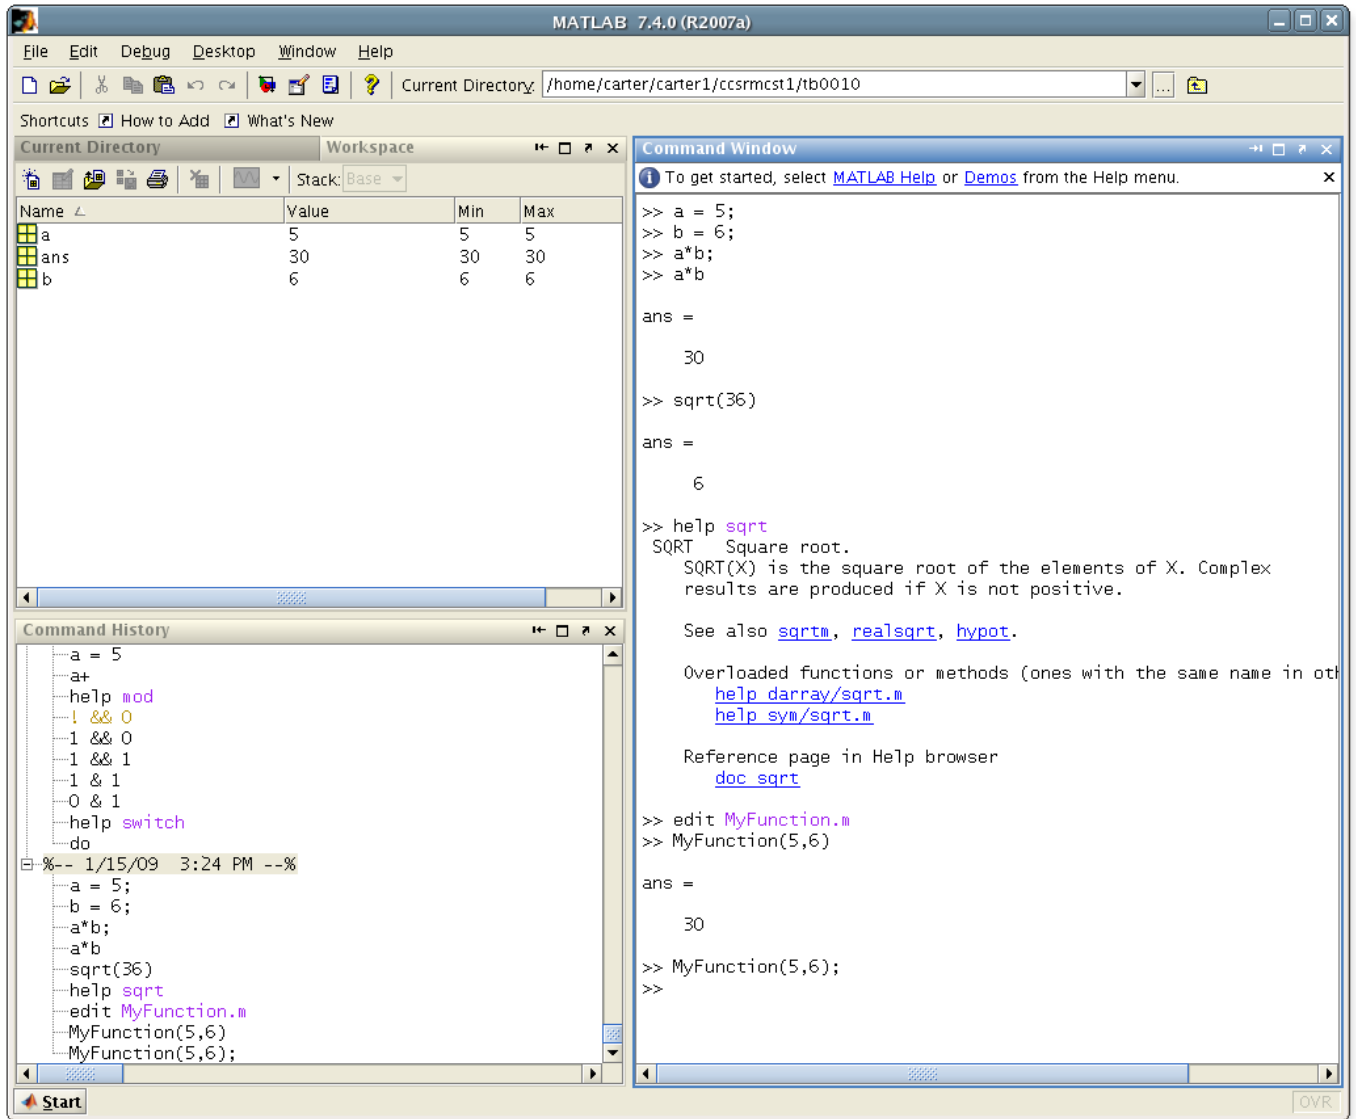 MATLAB 7.4.0 (R2007a)
File Edit Debug Desktop Window Help
Current Directory: /home/carter/carter1/ccsrmcst1/tb0010 ...
Shortcuts How to Add What's New
Current Directory Workspace
Stack: Base
Name Value Min Max
a 5 5 5
ans 30 30 30
b 6 6 6
Command History
a = 5
a+
help mod
! && 0
1 && 0
1 && 1
1 & 1
0 & 1
help switch
do
%-- 1/15/09 3:24 PM --%
a = 5;
b = 6;
a*b;
a*b
sqrt(36)
help sqrt
edit MyFunction.m
MyFunction(5,6)
MyFunction(5,6);
Command Window
To get started, select MATLAB Help or Demos from the Help menu.
>> a = 5;
>> b = 6;
>> a*b;
>> a*b
ans =
30
>> sqrt(36)
ans =
6
>> help sqrt
SQRT Square root.
SQRT(X) is the square root of the elements of X. Complex
results are produced if X is not positive.
See also sqrtm, realsqrt, hypot.
Overloaded functions or methods (ones with the same name in oth
help darray/sqrt.m
help sym/sqrt.m
Reference page in Help browser
doc sqrt
>> edit MyFunction.m
>> MyFunction(5,6)
ans =
30
>> MyFunction(5,6);
>>
Start
OVR